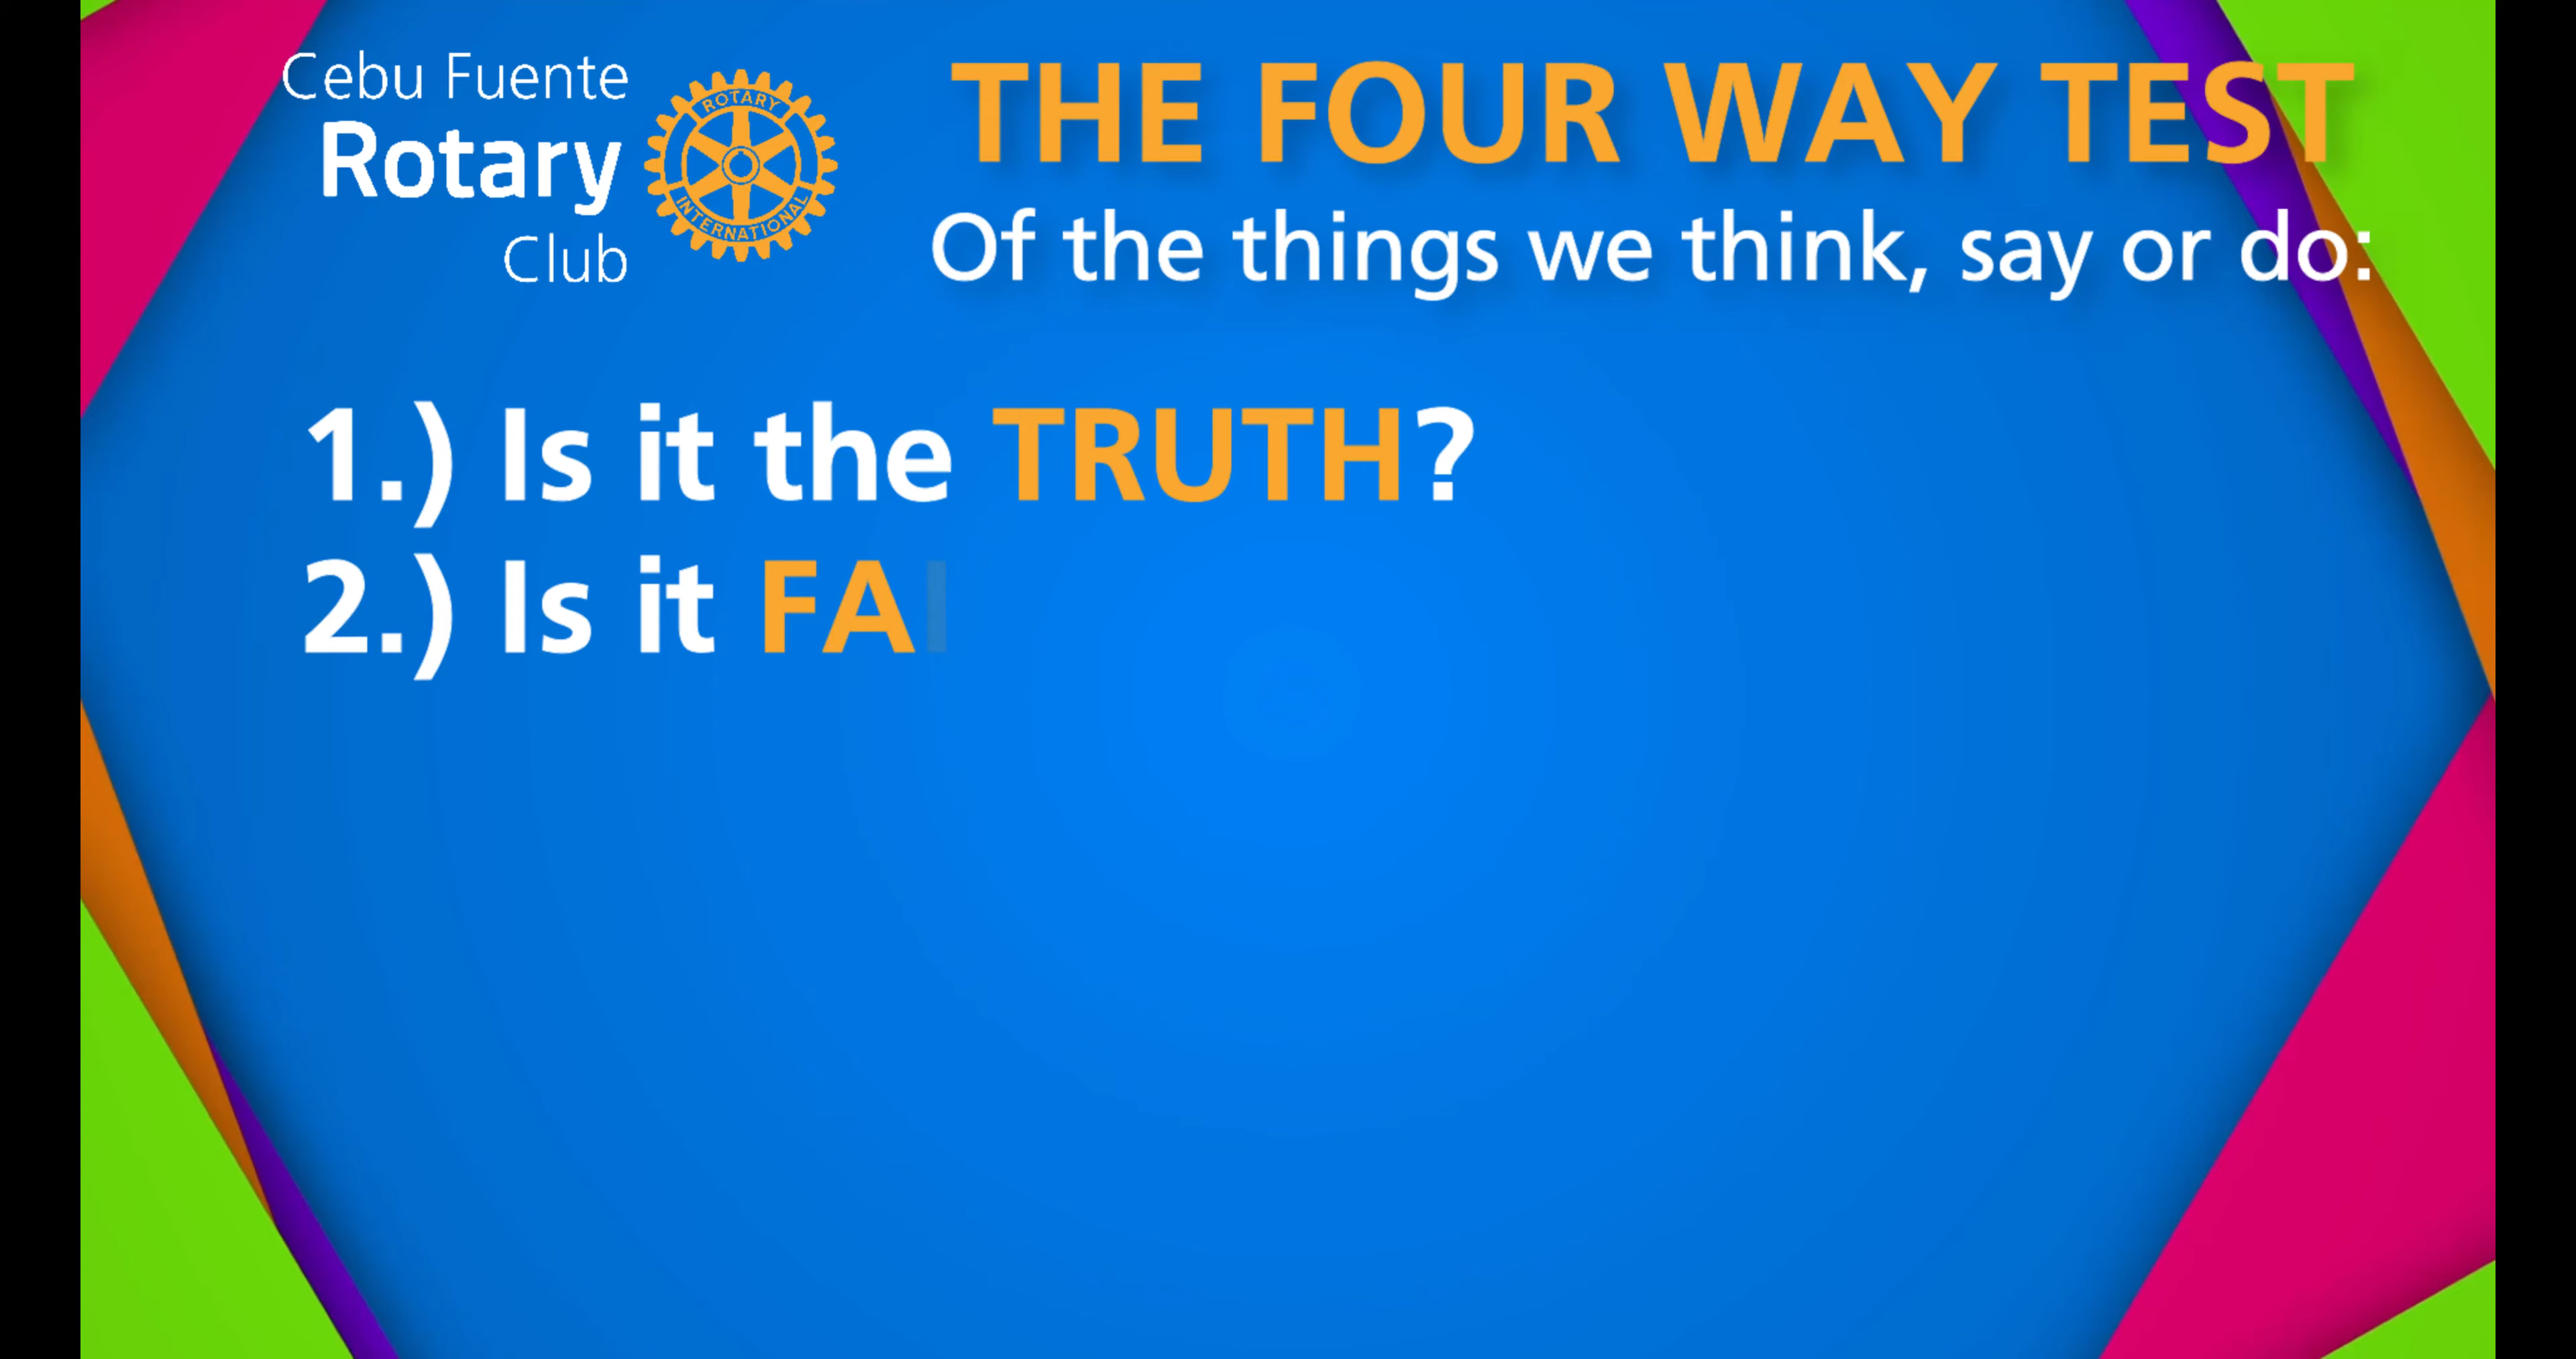 Cebu Fuente
Rotary
Club
ROTARY
INTERNATIONAL
THE FOUR WAY TEST
Of the things we think, say or do:
1.) Is it the TRUTH?
2.) Is it FAI